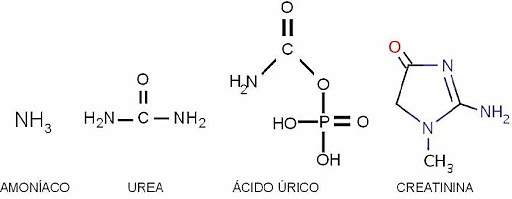 NH3
AMONÍACO
O
H2N C NH2
UREA
O
C
H2N O
HO P O
OH
ÁCIDO ÚRICO
O
N
NH2
N
CH3
CREATININA